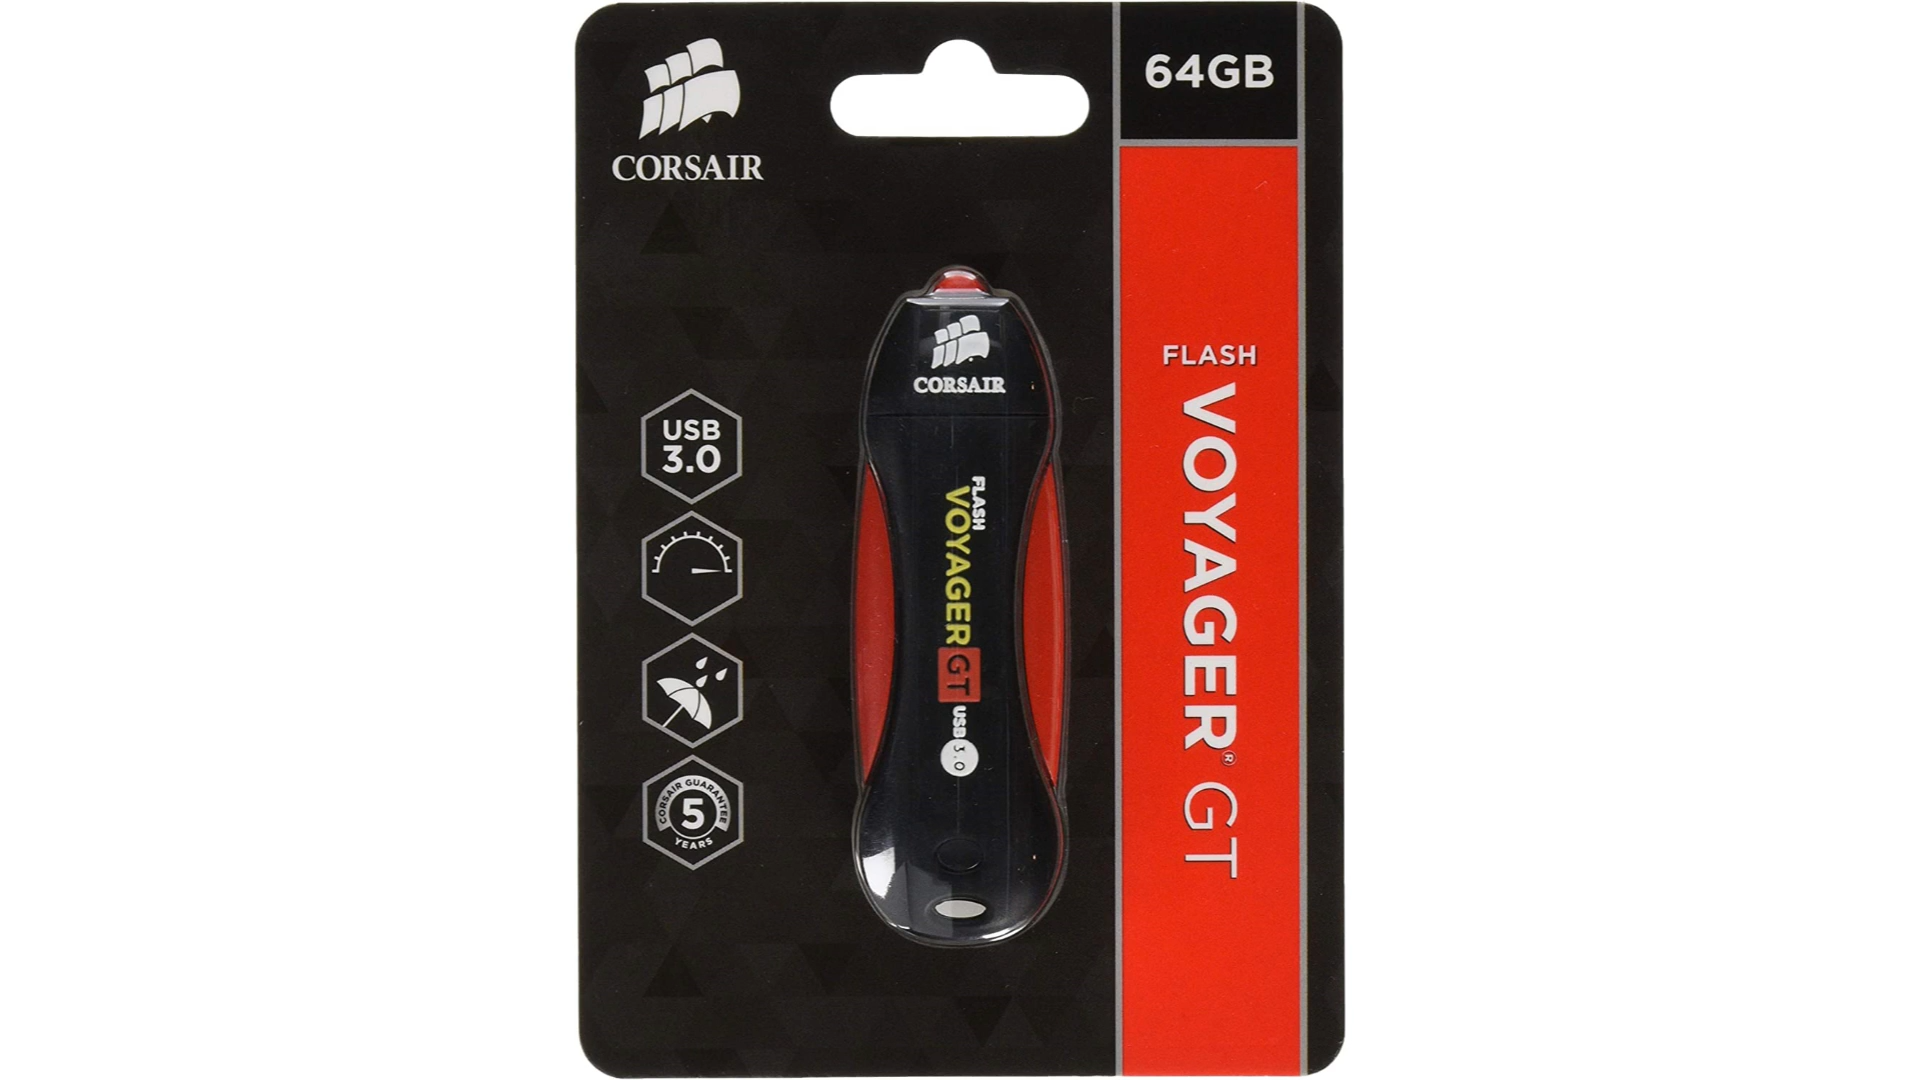 CORSAIR
64GB
FLASH
VOYAGER® GT
CORSAIR
FLASH
VOYAGER GT
USB 3.0
USB
3.0
CORSAIR GUARANTEE
5
YEARS